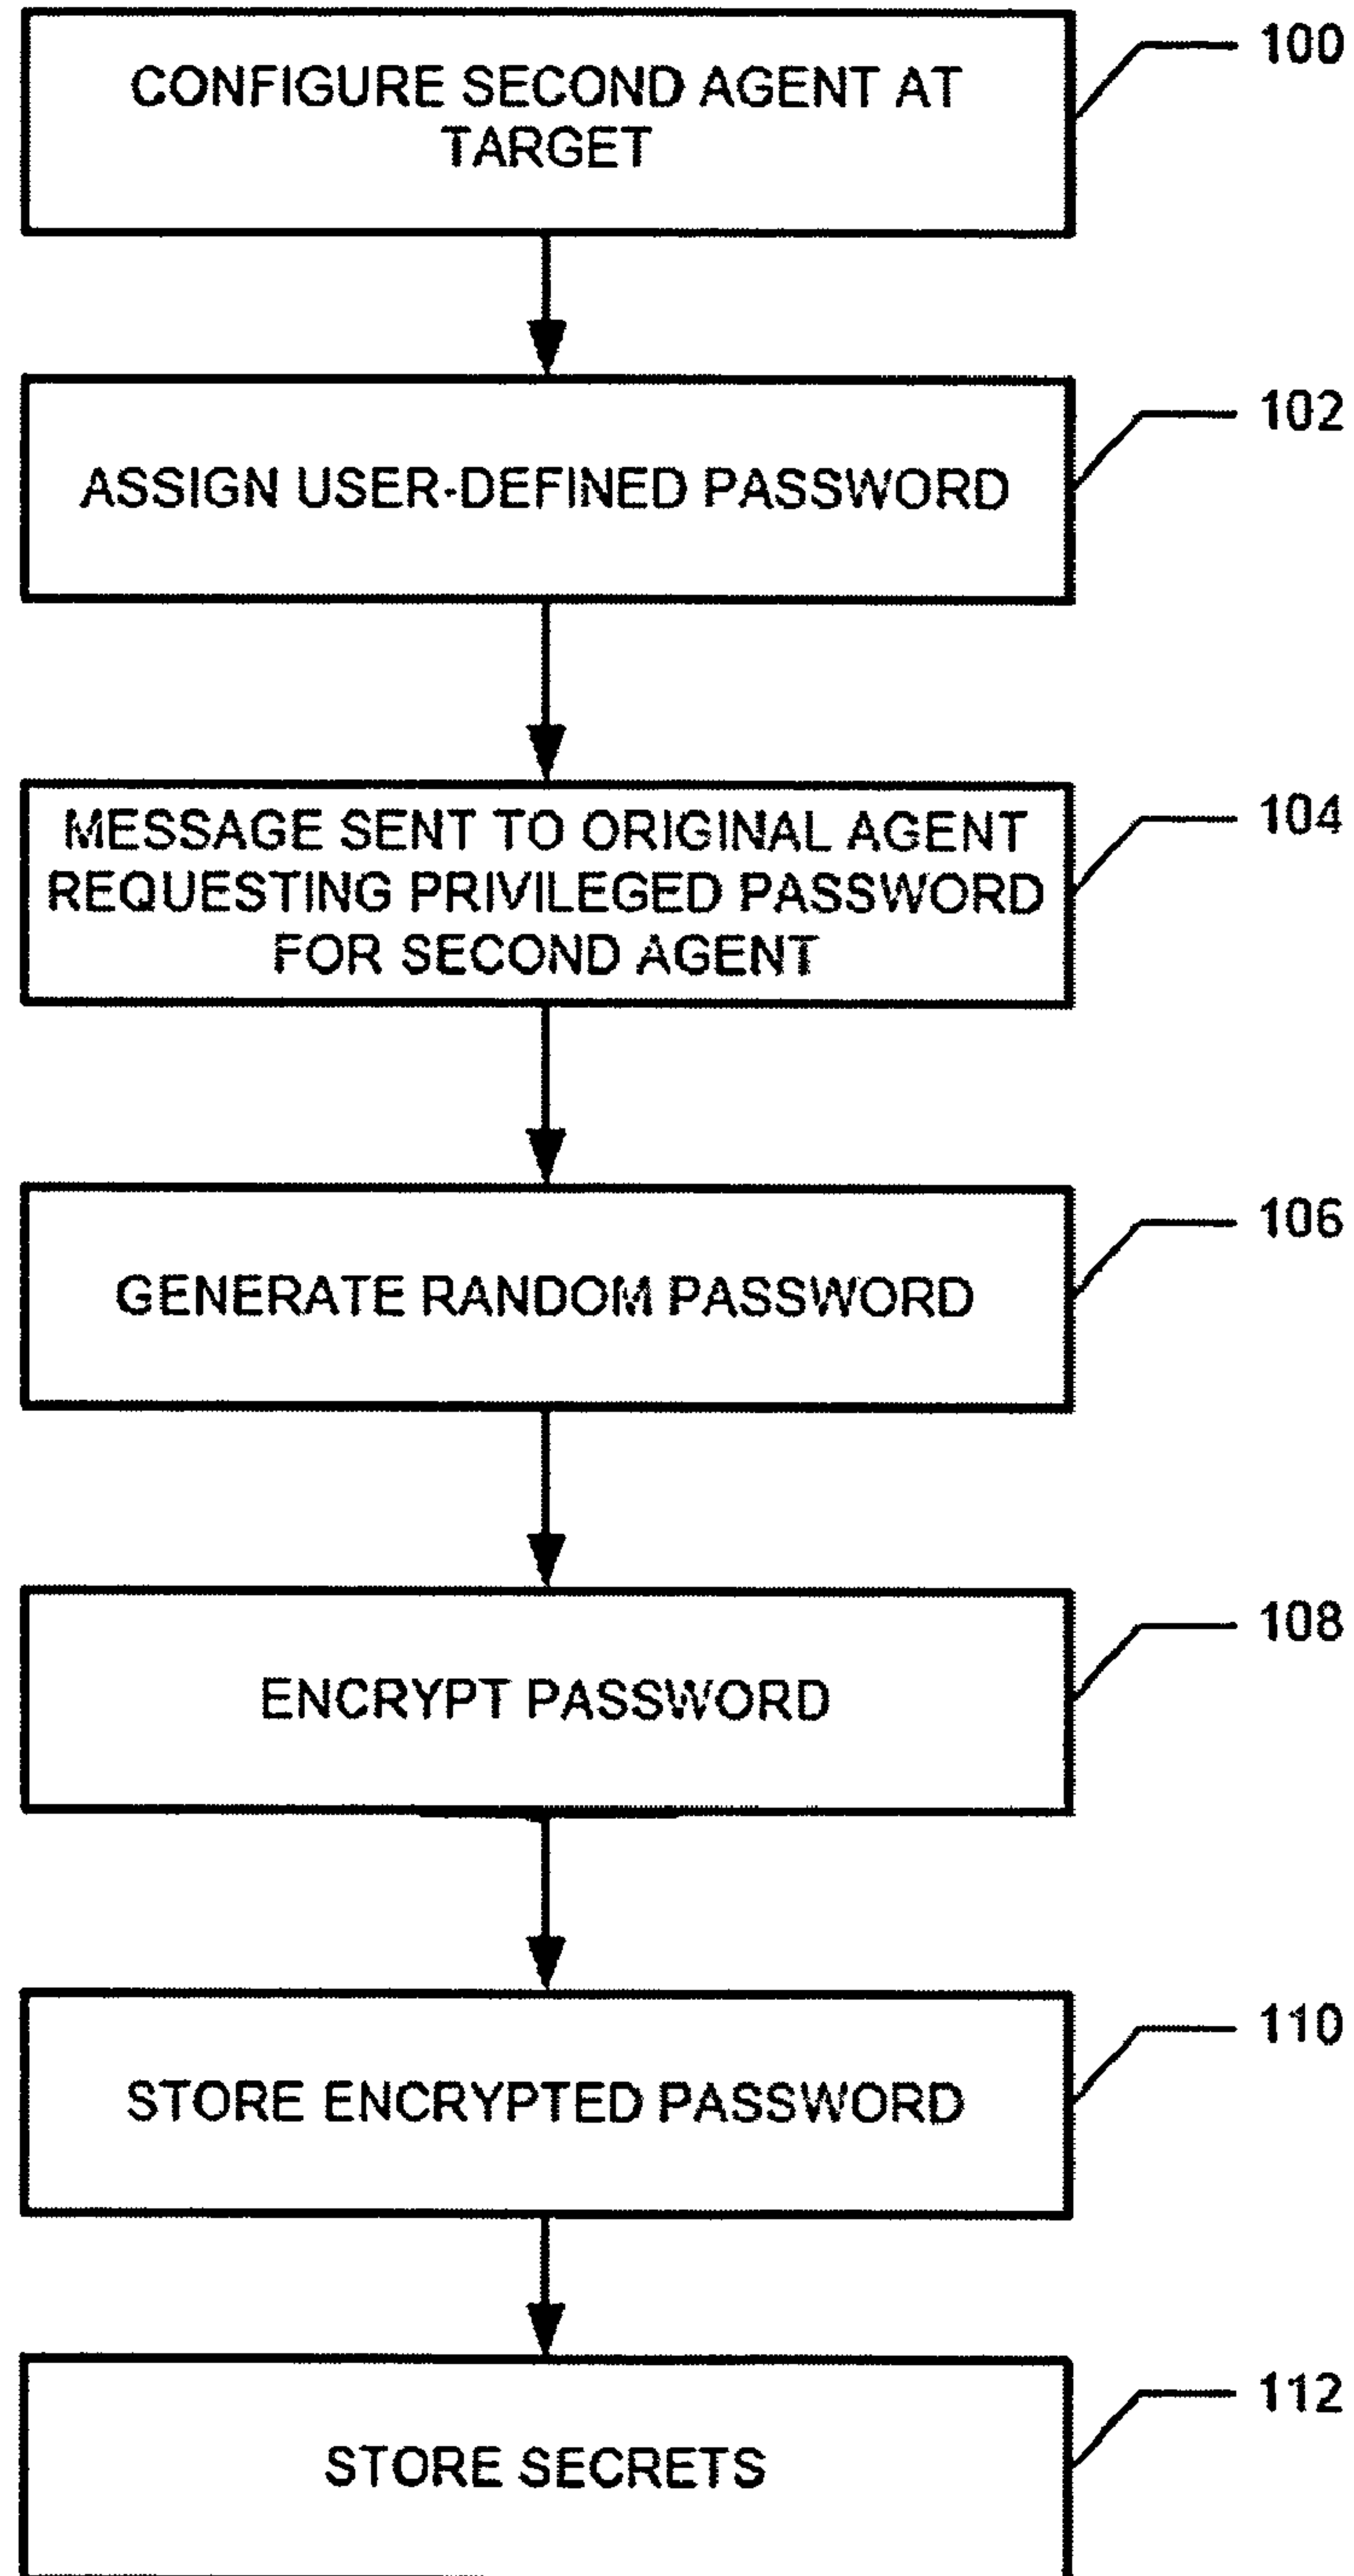 CONFIGURE SECOND AGENT AT
TARGET
100
ASSIGN USER-DEFINED PASSWORD
102
MESSAGE SENT TO ORIGINAL AGENT
REQUESTING PRIVILEGED PASSWORD
FOR SECOND AGENT
104
GENERATE RANDOM PASSWORD
106
ENCRYPT PASSWORD
108
STORE ENCRYPTED PASSWORD
110
STORE SECRETS
112